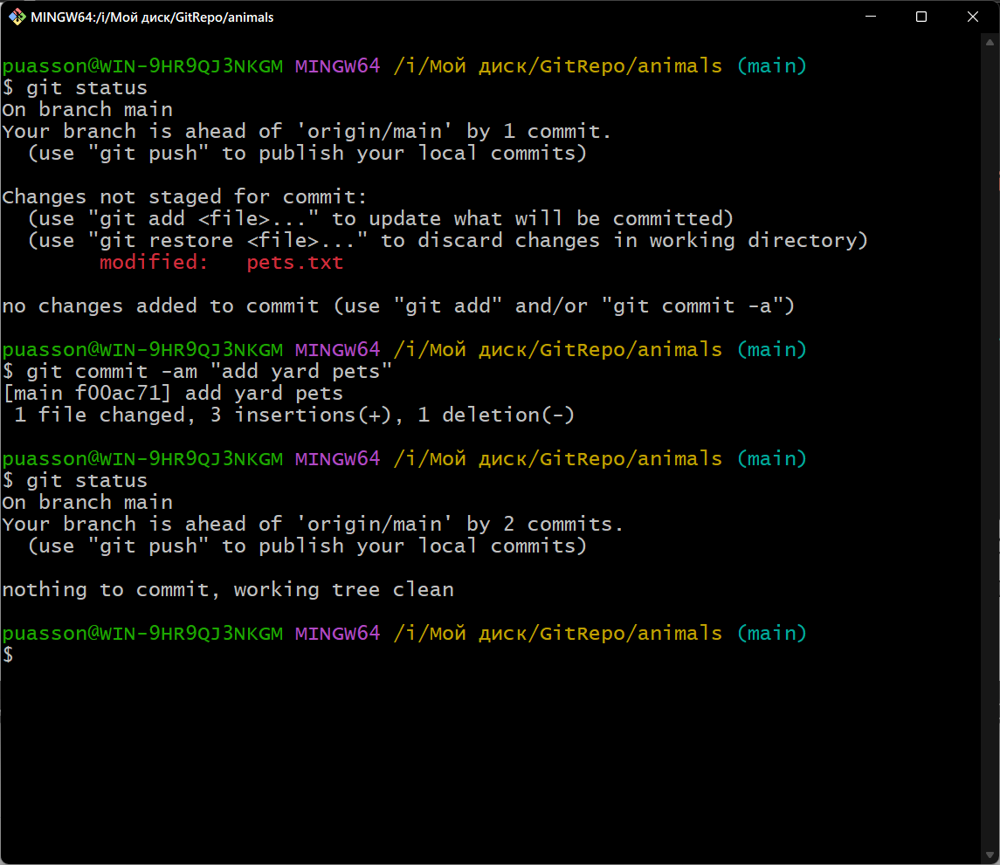 MINGW64:/i/Мой диск/GitRepo/animals
puasson@WIN-9HR9QJ3NKGM MINGW64 /i/Мой диск/GitRepo/animals (main)
$ git status
On branch main
Your branch is ahead of 'origin/main' by 1 commit.
  (use "git push" to publish your local commits)

Changes not staged for commit:
  (use "git add <file>..." to update what will be committed)
  (use "git restore <file>..." to discard changes in working directory)
        modified:   pets.txt

no changes added to commit (use "git add" and/or "git commit -a")

puasson@WIN-9HR9QJ3NKGM MINGW64 /i/Мой диск/GitRepo/animals (main)
$ git commit -am "add yard pets"
[main f00ac71] add yard pets
 1 file changed, 3 insertions(+), 1 deletion(-)

puasson@WIN-9HR9QJ3NKGM MINGW64 /i/Мой диск/GitRepo/animals (main)
$ git status
On branch main
Your branch is ahead of 'origin/main' by 2 commits.
  (use "git push" to publish your local commits)

nothing to commit, working tree clean

puasson@WIN-9HR9QJ3NKGM MINGW64 /i/Мой диск/GitRepo/animals (main)
$